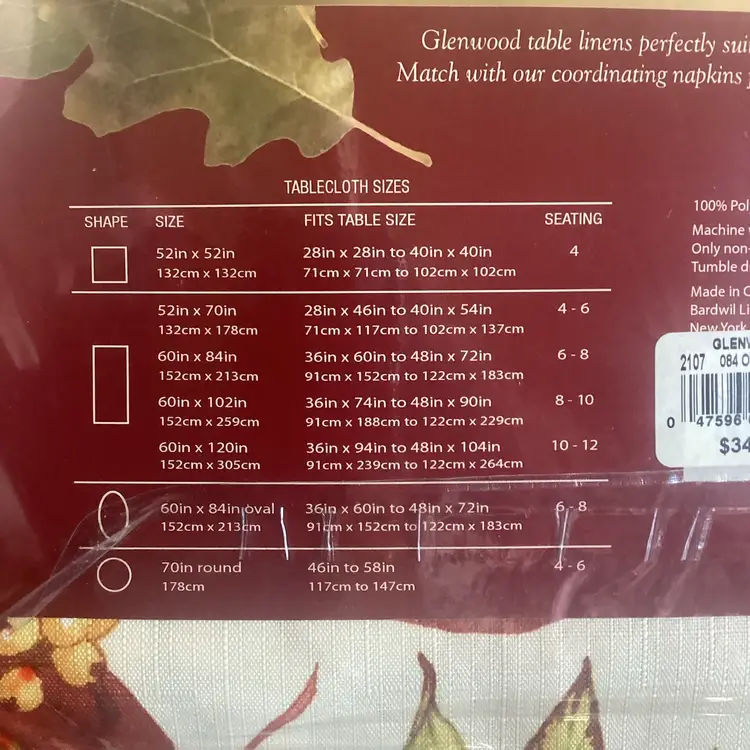 Glenwood table linens perfectly
Match with our coordinating napkins
TABLECLOTH SIZES
SHAPE SIZE FITS TABLE SIZE SEATING
52in x 52in 28in x 28in to 40in x 40in 4
132cm x 132cm 71cm x 71cm to 102cm x 102cm
52in x 70in 28in x 46in to 40in x 54in 4 - 6
132cm x 178cm 71cm x 117cm to 102cm x 137cm
60in x 84in 36in x 60in to 48in x 72in 6 - 8
152cm x 213cm 91cm x 152cm to 122cm x 183cm
60in x 102in 36in x 74in to 48in x 90in 8 - 10
152cm x 259cm 91cm x 188cm to 122cm x 229cm
60in x 120in 36in x 94in to 48in x 104in 10 - 12
152cm x 305cm 91cm x 239cm to 122cm x 264cm
60in x 84in oval 36in x 60in to 48in x 72in 6 - 8
152cm x 213cm 91cm x 152cm to 122cm x 183cm
70in round 46in to 58in 4 - 6
178cm 117cm to 147cm
100%
Machine
Only
Tumble
Made in
Bardwil
New York
2107 084
0 47596
$34